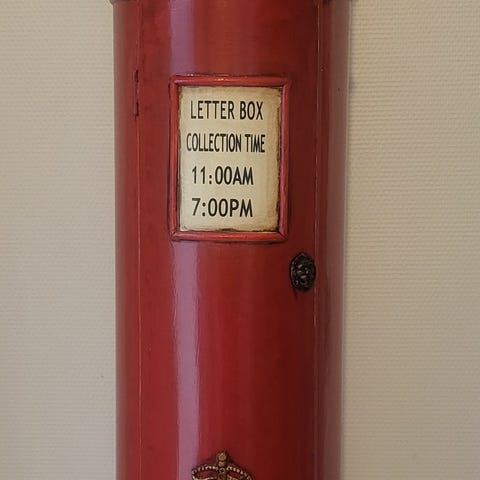 LETTER BOX
COLLECTION TIME
11:00AM
7:00PM